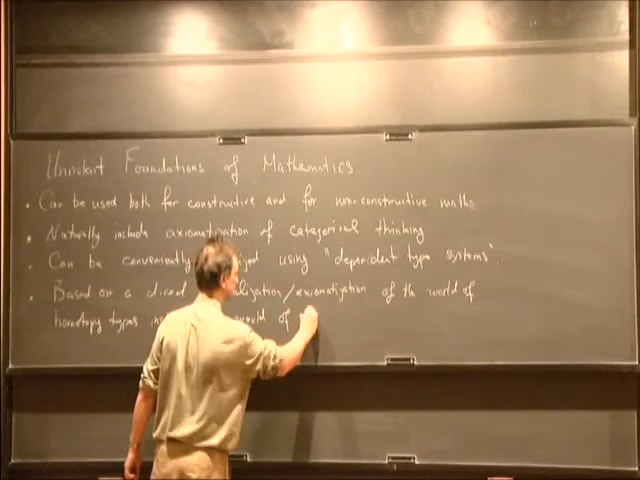 Univalent Foundations of Mathematics.
• Can be used both for constructive and for non-constructive maths.
• Naturally include axiomatization of categorical thinking
• Can be conveniently using "dependent type systems".
• Based on a direct axiomatization of the world of
homotopy types world of